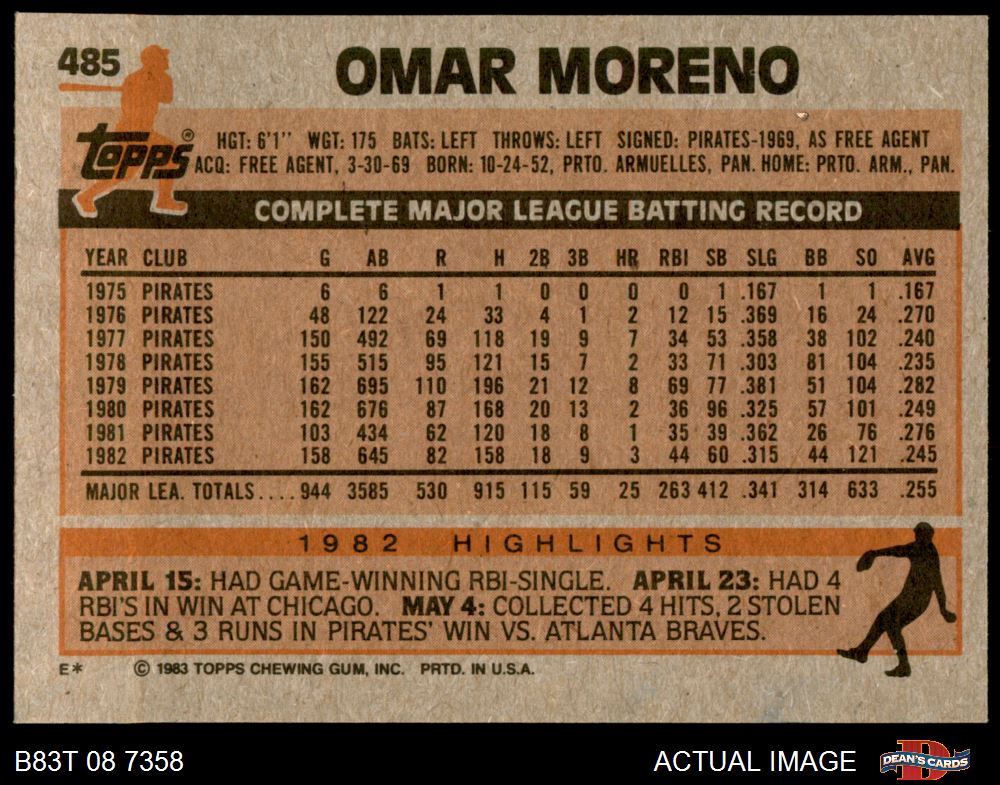 485
OMAR MORENO
Topps®
HGT: 6'1" WGT: 175 BATS: LEFT THROWS: LEFT SIGNED: PIRATES-1969, AS FREE AGENT
ACQ: FREE AGENT, 3-30-69 BORN: 10-24-52, PRTO. ARMUELLES, PAN. HOME: PRTO. ARM., PAN.
COMPLETE MAJOR LEAGUE BATTING RECORD
YEAR CLUB G AB R H 2B 3B HR RBI SB SLG BB SO AVG
1975 PIRATES 6 6 1 1 0 0 0 0 1 .167 1 1 .167
1976 PIRATES 48 122 24 33 4 1 2 12 15 .369 16 24 .270
1977 PIRATES 150 492 69 118 19 9 7 34 53 .358 38 102 .240
1978 PIRATES 155 515 95 121 15 7 2 33 71 .303 81 104 .235
1979 PIRATES 162 695 110 196 21 12 8 69 77 .381 51 104 .282
1980 PIRATES 162 676 87 168 20 13 2 36 96 .325 57 101 .249
1981 PIRATES 103 434 62 120 18 8 1 35 39 .362 26 76 .276
1982 PIRATES 158 645 82 158 18 9 3 44 60 .315 44 121 .245
MAJOR LEA. TOTALS.... 944 3585 530 915 115 59 25 263 412 .341 314 633 .255
1982 HIGHLIGHTS
APRIL 15: HAD GAME-WINNING RBI-SINGLE. APRIL 23: HAD 4
RBI'S IN WIN AT CHICAGO. MAY 4: COLLECTED 4 HITS, 2 STOLEN
BASES & 3 RUNS IN PIRATES' WIN VS. ATLANTA BRAVES.
E* © 1983 TOPPS CHEWING GUM, INC. PRTD. IN U.S.A.
B83T 08 7358 ACTUAL IMAGE D DEAN'S CARDS